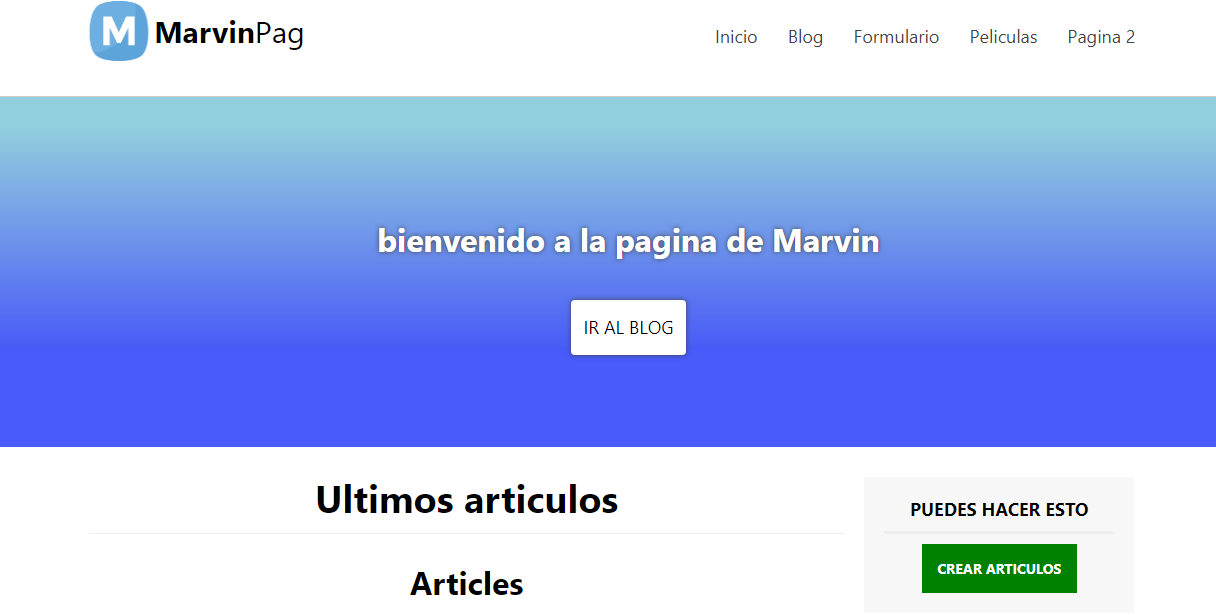 M MarvinPag
Inicio Blog Formulario Peliculas Pagina 2
bienvenido a la pagina de Marvin
IR AL BLOG
Ultimos articulos
Articles
PUEDES HACER ESTO
CREAR ARTICULOS